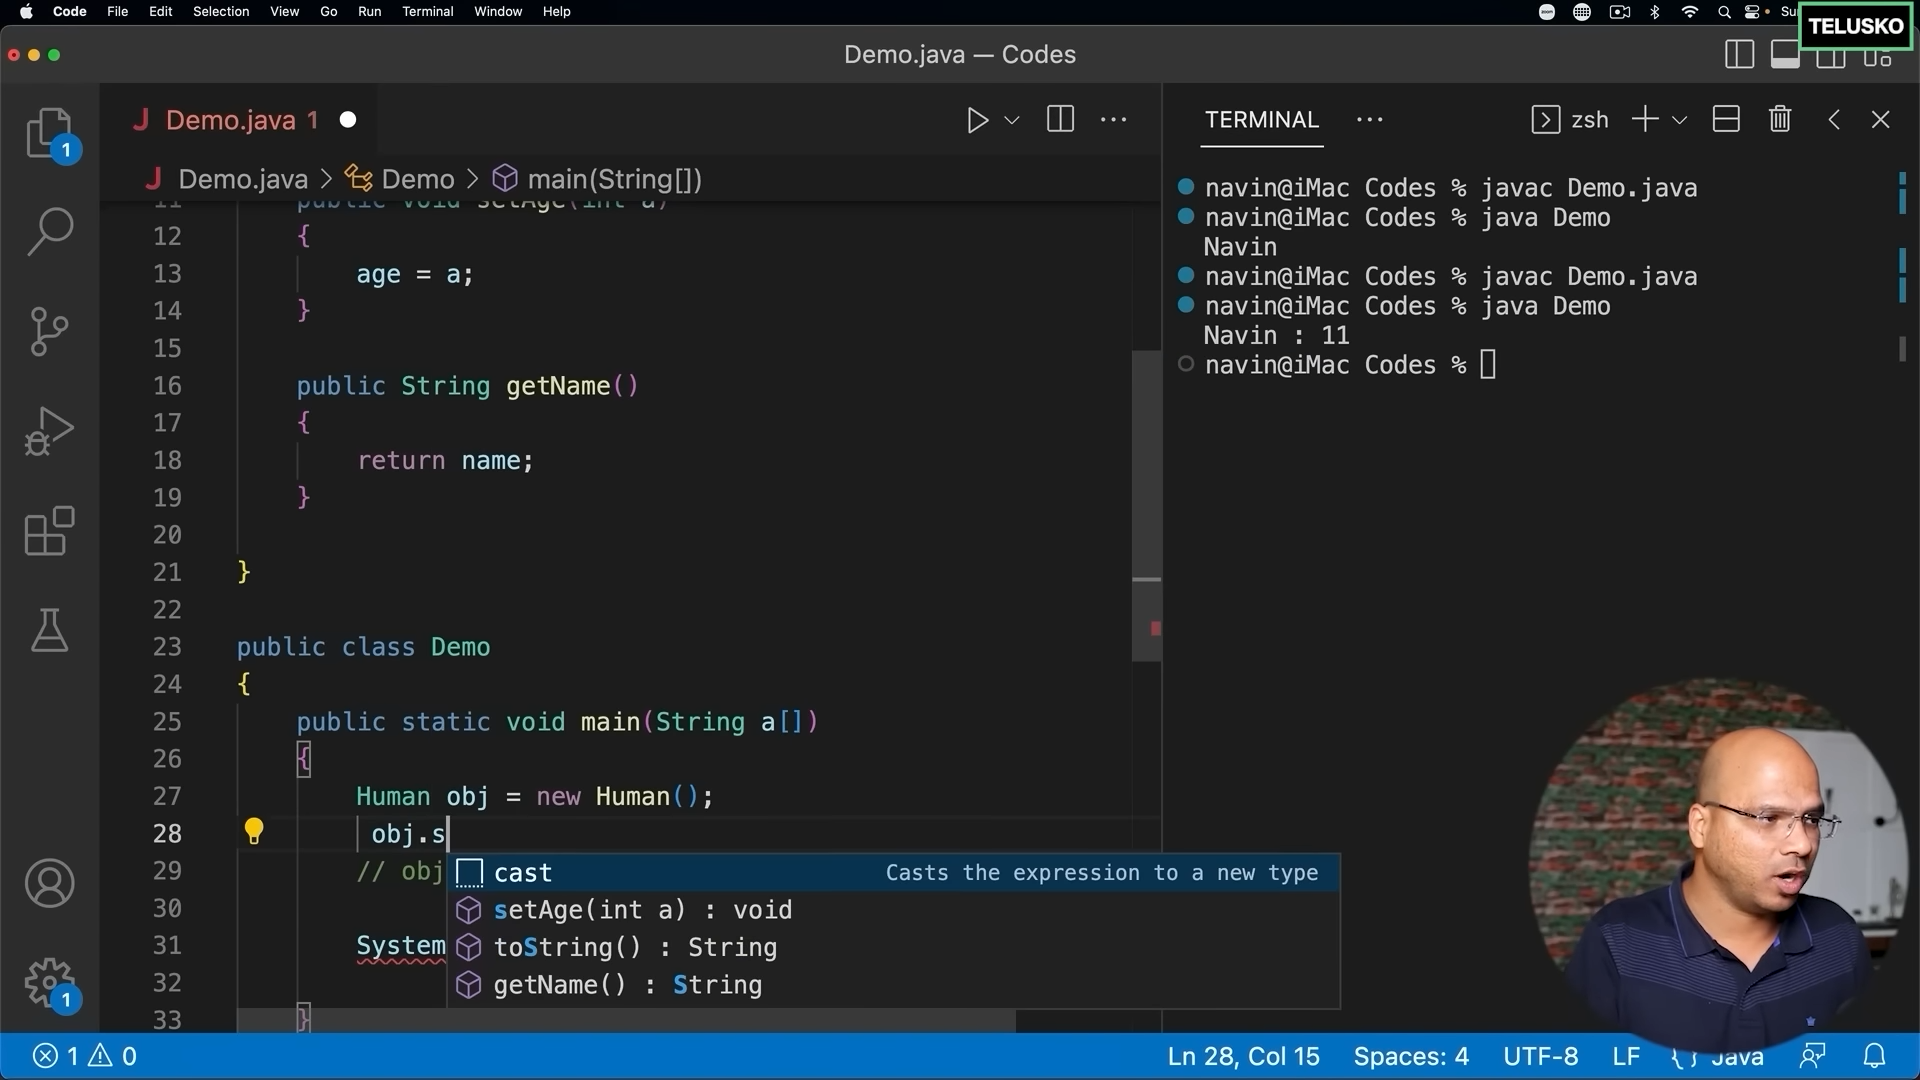 Code File Edit Selection View Go Run Terminal Window Help
TELUSKO
Demo.java — Codes
Demo.java 1
Demo.java > Demo > main(String[])
11 public void setAge(int a)
12 {
13 age = a;
14 }
15
16 public String getName()
17 {
18 return name;
19 }
20
21 }
22
23 public class Demo
24 {
25 public static void main(String a[])
26 {
27 Human obj = new Human();
28 obj.s
29 // obj
30
31 System
32
33 }
cast Casts the expression to a new type
setAge(int a) : void
toString() : String
getName() : String
TERMINAL
zsh
navin@iMac Codes % javac Demo.java
navin@iMac Codes % java Demo
Navin
navin@iMac Codes % javac Demo.java
navin@iMac Codes % java Demo
Navin : 11
navin@iMac Codes %
1
1
1 0
Ln 28, Col 15 Spaces: 4 UTF-8 LF {} Java